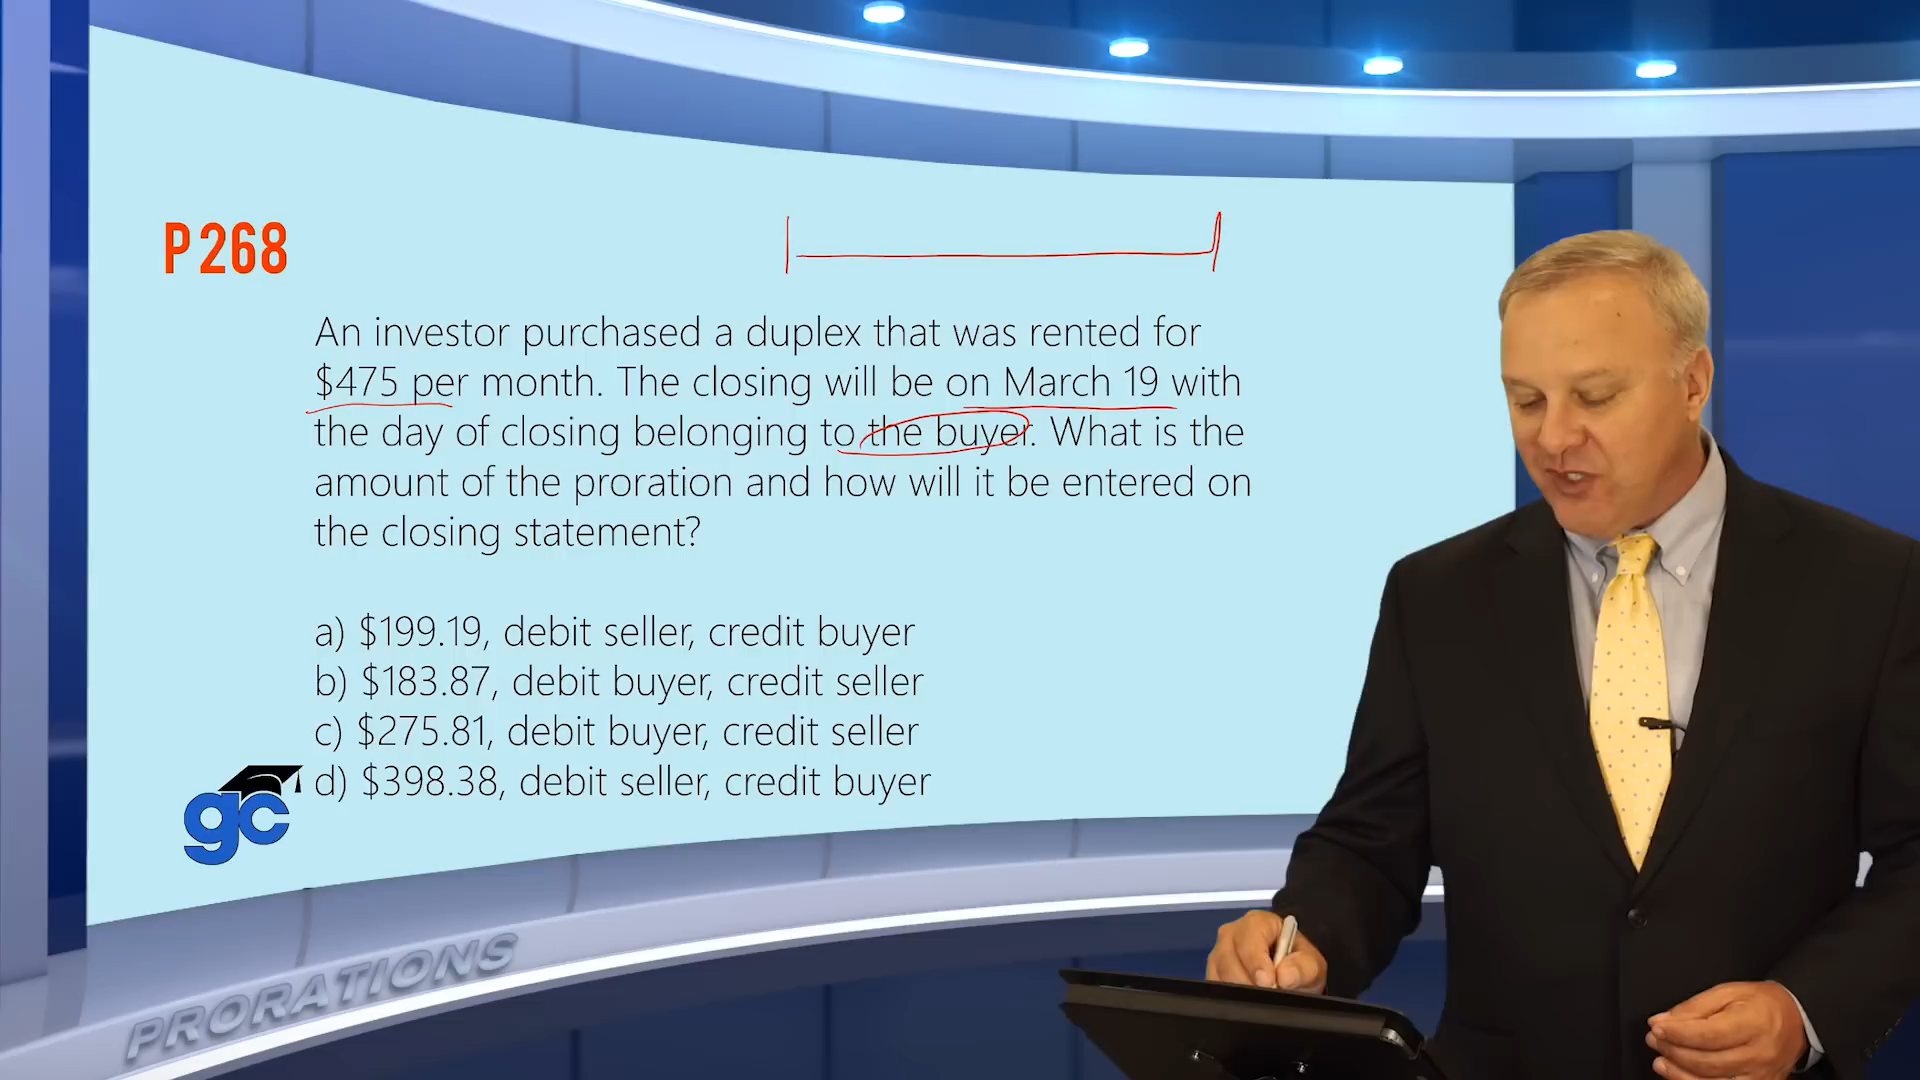 P 268
An investor purchased a duplex that was rented for
$475 per month. The closing will be on March 19 with
the day of closing belonging to the buyer. What is the
amount of the proration and how will it be entered on
the closing statement?
a) $199.19, debit seller, credit buyer
b) $183.87, debit buyer, credit seller
c) $275.81, debit buyer, credit seller
d) $398.38, debit seller, credit buyer
gc
PRORATIONS